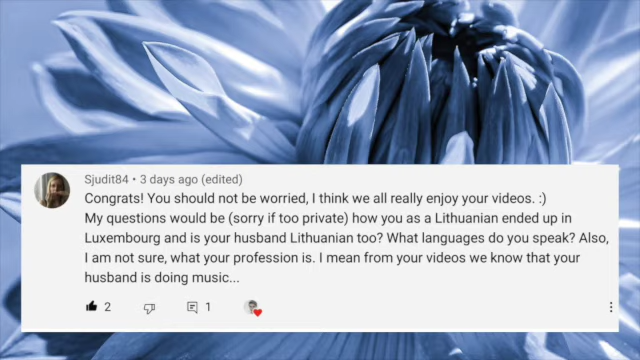 Sjudit84 • 3 days ago (edited)
Congrats! You should not be worried, I think we all really enjoy your videos. :)
My questions would be (sorry if too private) how you as a Lithuanian ended up in
Luxembourg and is your husband Lithuanian too? What languages do you speak? Also,
I am not sure, what your profession is. I mean from your videos we know that your
husband is doing music...
2 1